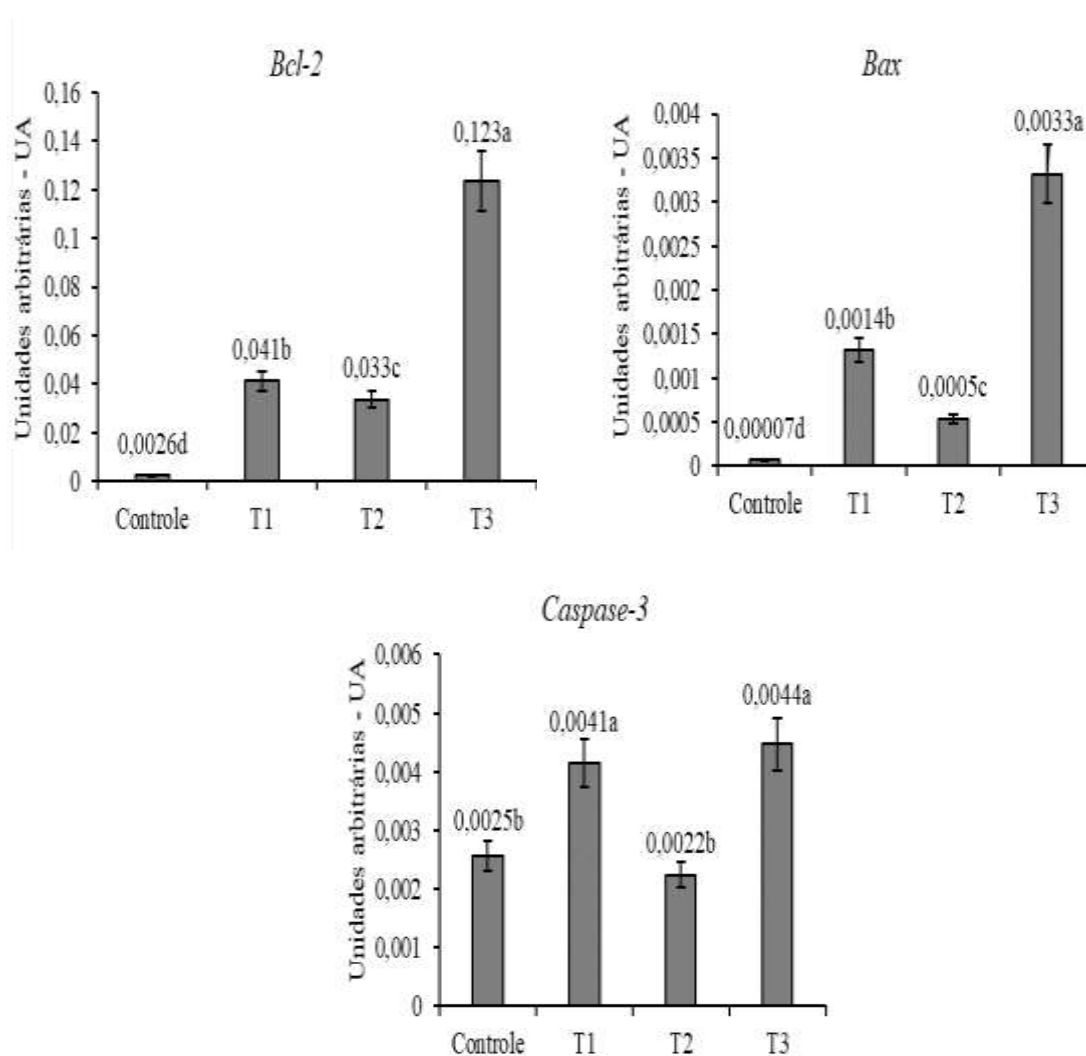 Bcl-2
Unidades arbitrárias - UA
0,16
0,14
0,12
0,1
0,08
0,06
0,04
0,02
0
0,0026d
0,041b
0,033c
0,123a
Controle T1 T2 T3
Bax
Unidades arbitrárias - UA
0,004
0,0035
0,003
0,0025
0,002
0,0015
0,001
0,0005
0
0,00007d
0,0014b
0,0005c
0,0033a
Controle T1 T2 T3
Caspase-3
Unidades arbitrárias - UA
0,006
0,005
0,004
0,003
0,002
0,001
0
0,0025b
0,0041a
0,0022b
0,0044a
Controle T1 T2 T3